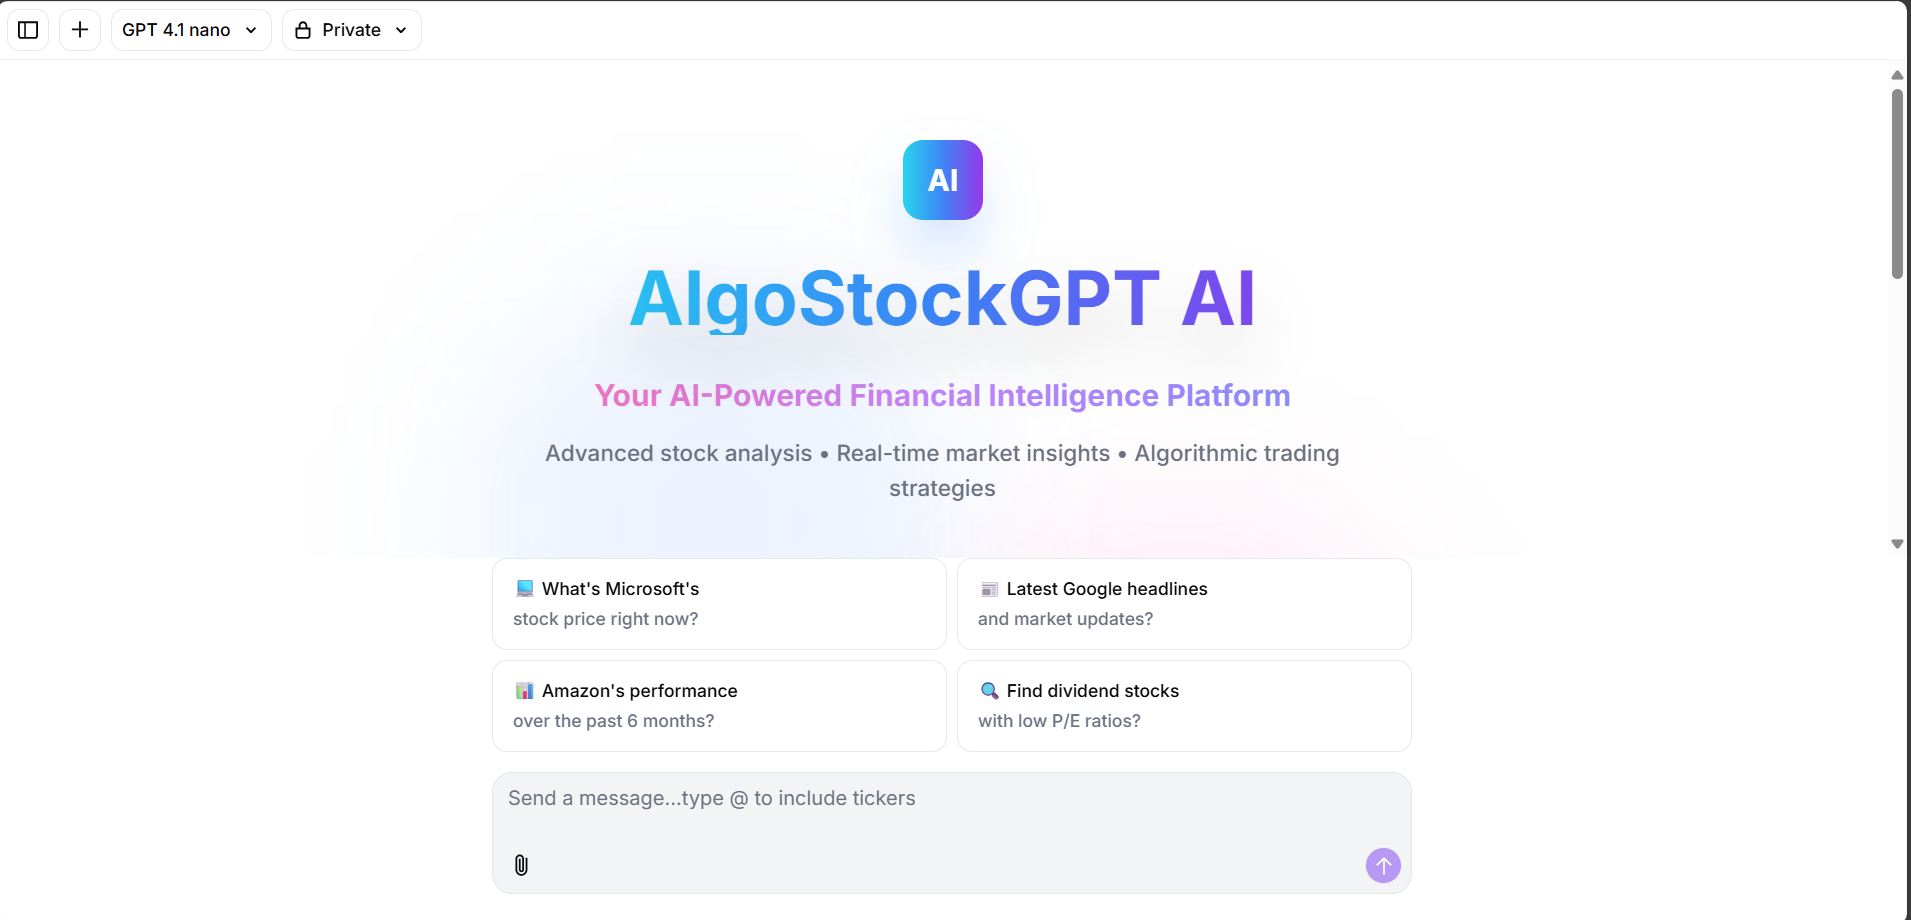 GPT 4.1 nano
Private
AI
AlgoStockGPT AI
Your AI-Powered Financial Intelligence Platform
Advanced stock analysis • Real-time market insights • Algorithmic trading
strategies
What's Microsoft's
stock price right now?
Latest Google headlines
and market updates?
Amazon's performance
over the past 6 months?
Find dividend stocks
with low P/E ratios?
Send a message...type @ to include tickers